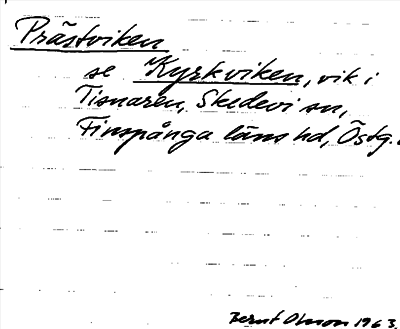 Prästviken
se Kyrkviken, vik i
Tisnaren, Skedevi sn,
Finspånga läns hd, Östg.
Bernt Olsson 1963.